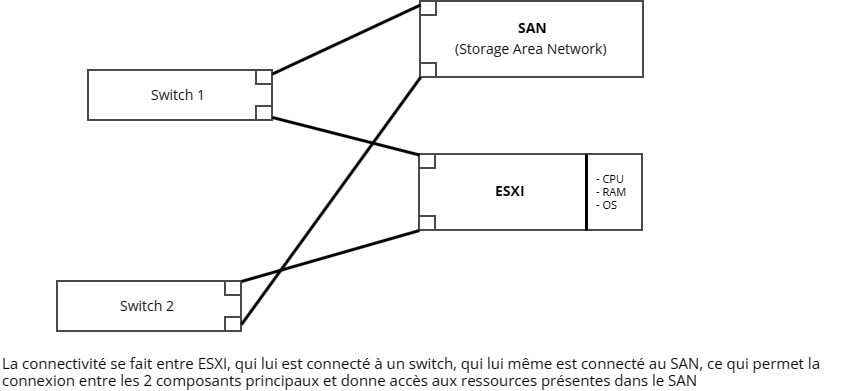 SAN
(Storage Area Network)
Switch 1
ESXI
- CPU
- RAM
- OS
Switch 2
La connectivité se fait entre ESXI, qui lui est connecté à un switch, qui lui même est connecté au SAN, ce qui permet la
connexion entre les 2 composants principaux et donne accès aux ressources présentes dans le SAN